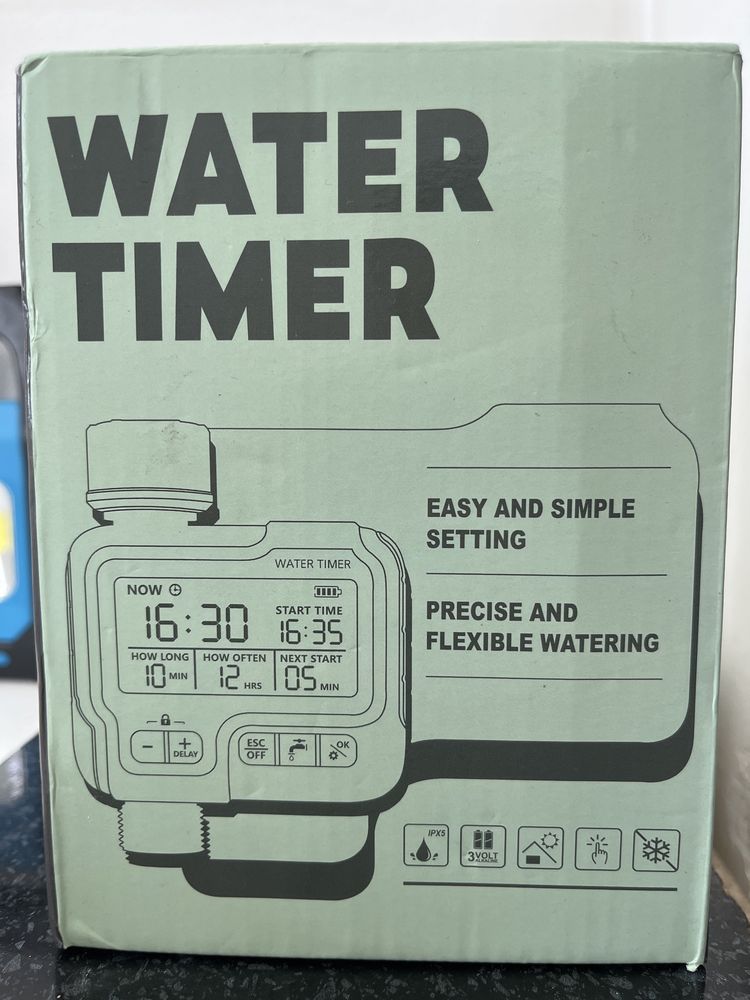 WATER
TIMER
EASY AND SIMPLE
SETTING
PRECISE AND
FLEXIBLE WATERING
WATER TIMER
NOW
16:30
START TIME
16:35
HOW LONG
10 MIN
HOW OFTEN
12 HRS
NEXT START
05 MIN
- +
DELAY
ESC
OFF
OK
IPX5
3VOLT
ALKALINE